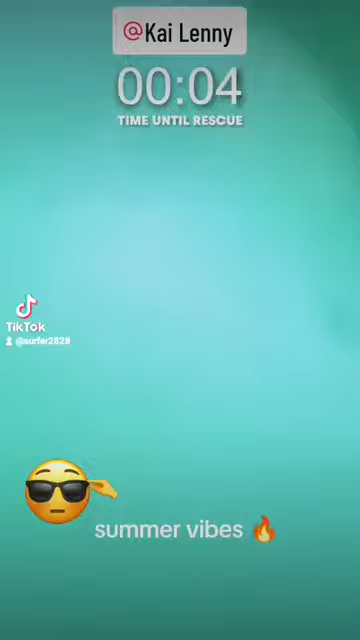 @Kai Lenny
00:04
TIME UNTIL RESCUE
TikTok
@surfer2828
summer vibes 🔥